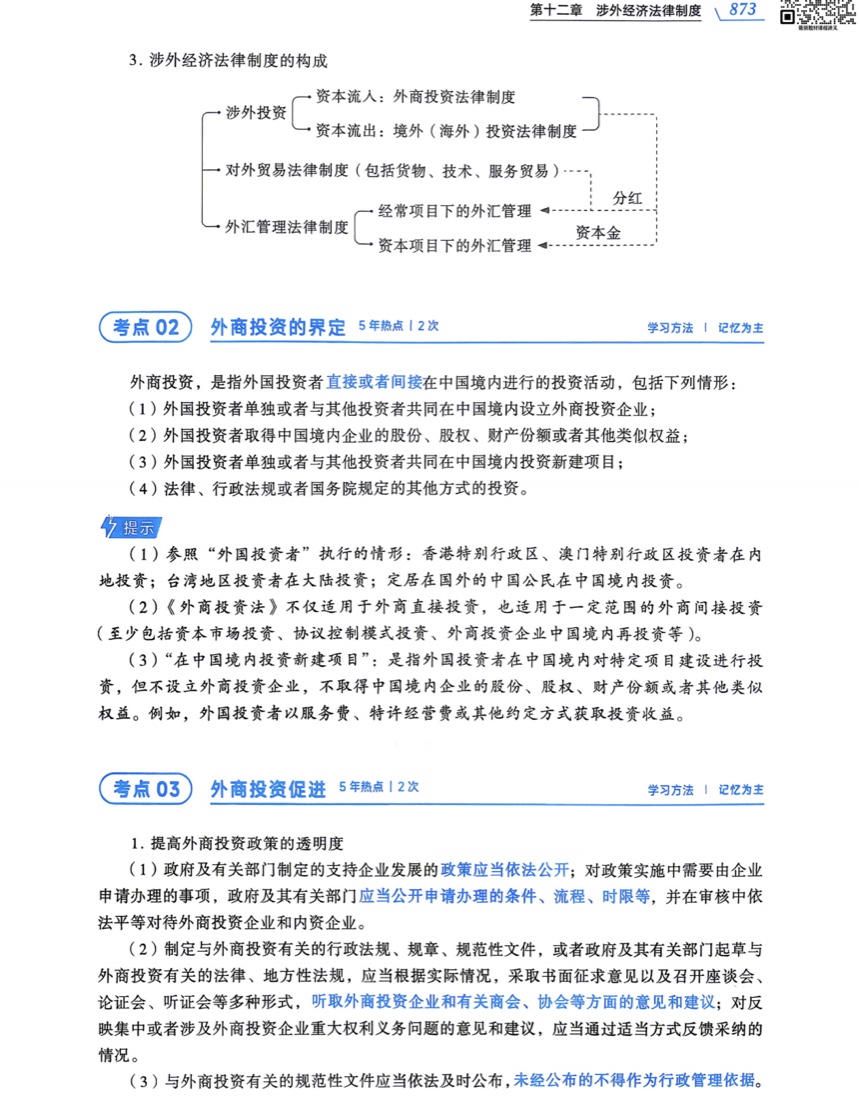 第十二章 涉外经济法律制度 873
3. 涉外经济法律制度的构成
涉外投资
资本流入：外商投资法律制度
资本流出：境外（海外）投资法律制度
对外贸易法律制度（包括货物、技术、服务贸易）
分红
外汇管理法律制度
经常项目下的外汇管理
资本金
资本项目下的外汇管理
考点 02 外商投资的界定 5年热点 | 2次 学习方法 | 记忆为主
外商投资，是指外国投资者直接或者间接在中国境内进行的投资活动，包括下列情形：
（1）外国投资者单独或者与其他投资者共同在中国境内设立外商投资企业；
（2）外国投资者取得中国境内企业的股份、股权、财产份额或者其他类似权益；
（3）外国投资者单独或者与其他投资者共同在中国境内投资新建项目；
（4）法律、行政法规或者国务院规定的其他方式的投资。
提示
（1）参照“外国投资者”执行的情形：香港特别行政区、澳门特别行政区投资者在内
地投资；台湾地区投资者在大陆投资；定居在国外的中国公民在中国境内投资。
（2）《外商投资法》不仅适用于外商直接投资，也适用于一定范围的外商间接投资
（至少包括资本市场投资、协议控制模式投资、外商投资企业中国境内再投资等）。
（3）“在中国境内投资新建项目”：是指外国投资者在中国境内对特定项目建设进行投
资，但不设立外商投资企业，不取得中国境内企业的股份、股权、财产份额或者其他类似
权益。例如，外国投资者以服务费、特许经营费或其他约定方式获取投资收益。
考点 03 外商投资促进 5年热点 | 2次 学习方法 | 记忆为主
1. 提高外商投资政策的透明度
（1）政府及有关部门制定的支持企业发展的政策应当依法公开；对政策实施中需要由企业
申请办理的事项，政府及其有关部门应当公开申请办理的条件、流程、时限等，并在审核中依
法平等对待外商投资企业和内资企业。
（2）制定与外商投资有关的行政法规、规章、规范性文件，或者政府及其有关部门起草与
外商投资有关的法律、地方性法规，应当根据实际情况，采取书面征求意见以及召开座谈会、
论证会、听证会等多种形式，听取外商投资企业和有关商会、协会等方面的意见和建议；对反
映集中或者涉及外商投资企业重大权利义务问题的意见和建议，应当通过适当方式反馈采纳的
情况。
（3）与外商投资有关的规范性文件应当依法及时公布，未经公布的不得作为行政管理依据。